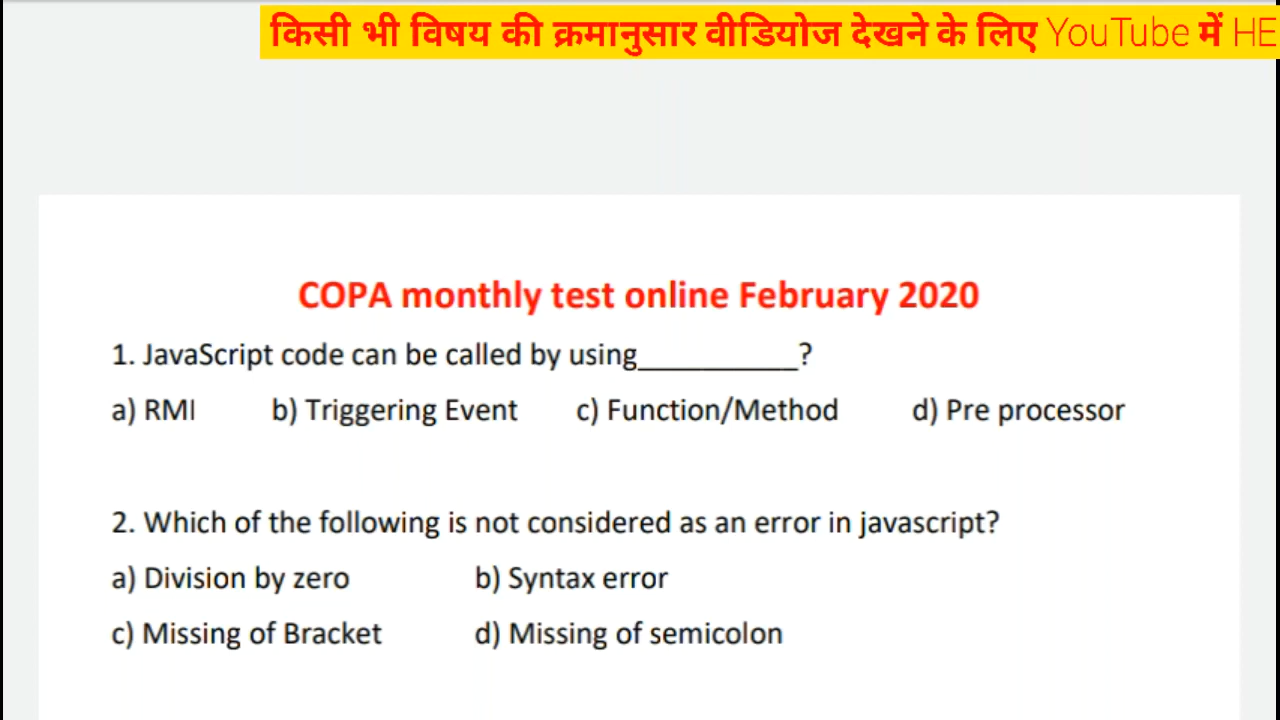 किसी भी विषय की क्रमानुसार वीडियोज देखने के लिए YouTube में HE
COPA monthly test online February 2020
1. JavaScript code can be called by using__________?
a) RMI b) Triggering Event c) Function/Method d) Pre processor
2. Which of the following is not considered as an error in javascript?
a) Division by zero b) Syntax error
c) Missing of Bracket d) Missing of semicolon